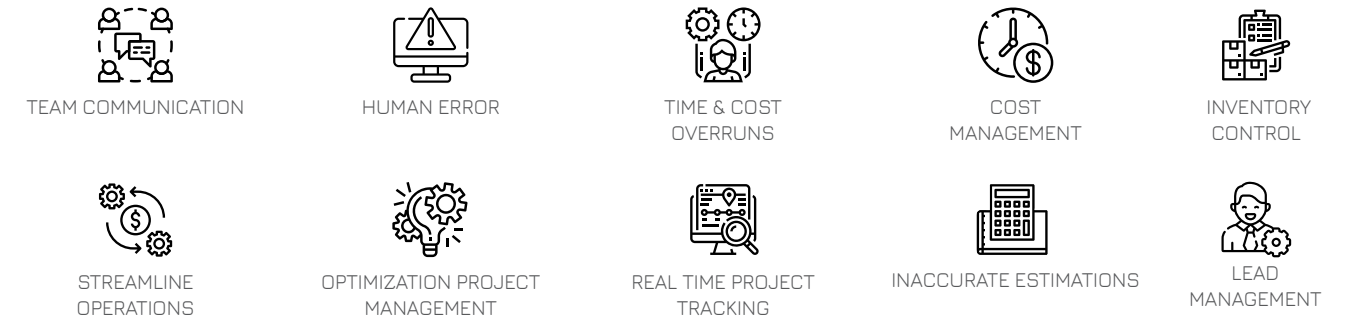 TEAM COMMUNICATION
HUMAN ERROR
TIME & COST
OVERRUNS
COST
MANAGEMENT
INVENTORY
CONTROL
STREAMLINE
OPERATIONS
OPTIMIZATION PROJECT
MANAGEMENT
REAL TIME PROJECT
TRACKING
INACCURATE ESTIMATIONS
LEAD
MANAGEMENT